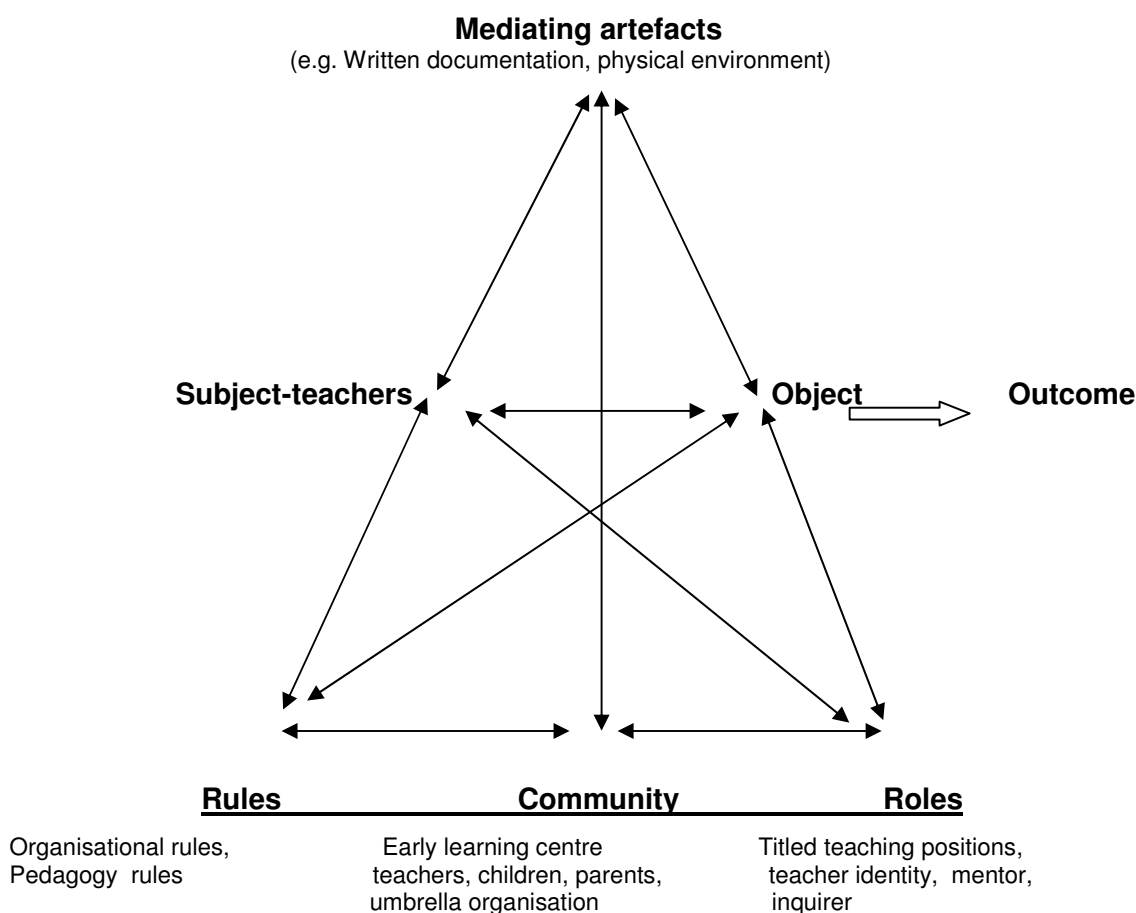 Mediating artefacts
(e.g. Written documentation, physical environment)
Subject-teachers Object Outcome
Rules Community Roles
Organisational rules, Early learning centre Titled teaching positions,
Pedagogy rules teachers, children, parents, teacher identity, mentor,
umbrella organisation inquirer